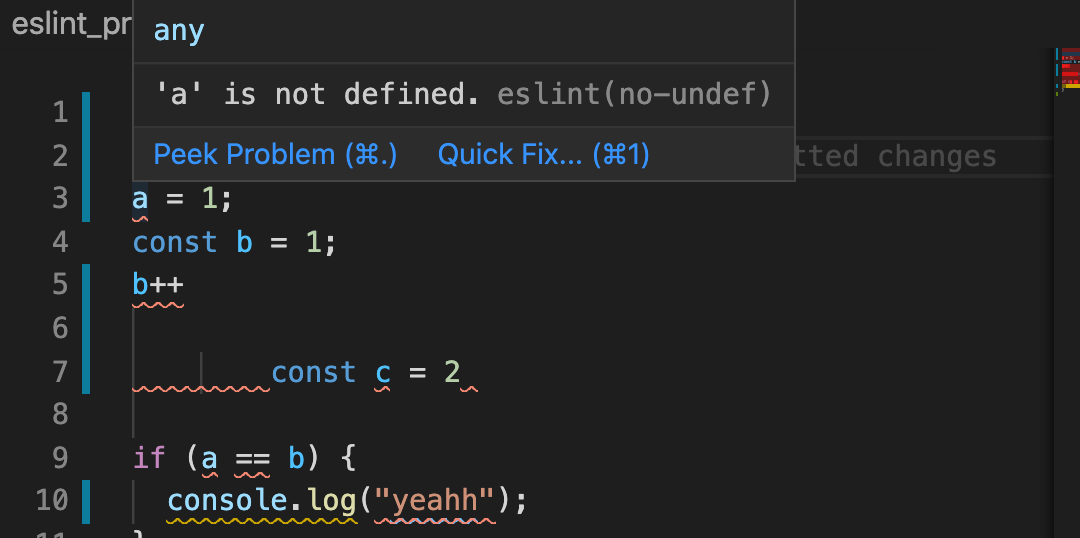 eslint_pr
any
'a' is not defined. eslint(no-undef)
Peek Problem (⌘.) Quick Fix... (⌘1)
1
2 tted changes
3 a = 1;
4 const b = 1;
5 b++
6
7 const c = 2
8
9 if (a == b) {
10 console.log("yeahh");
11 }